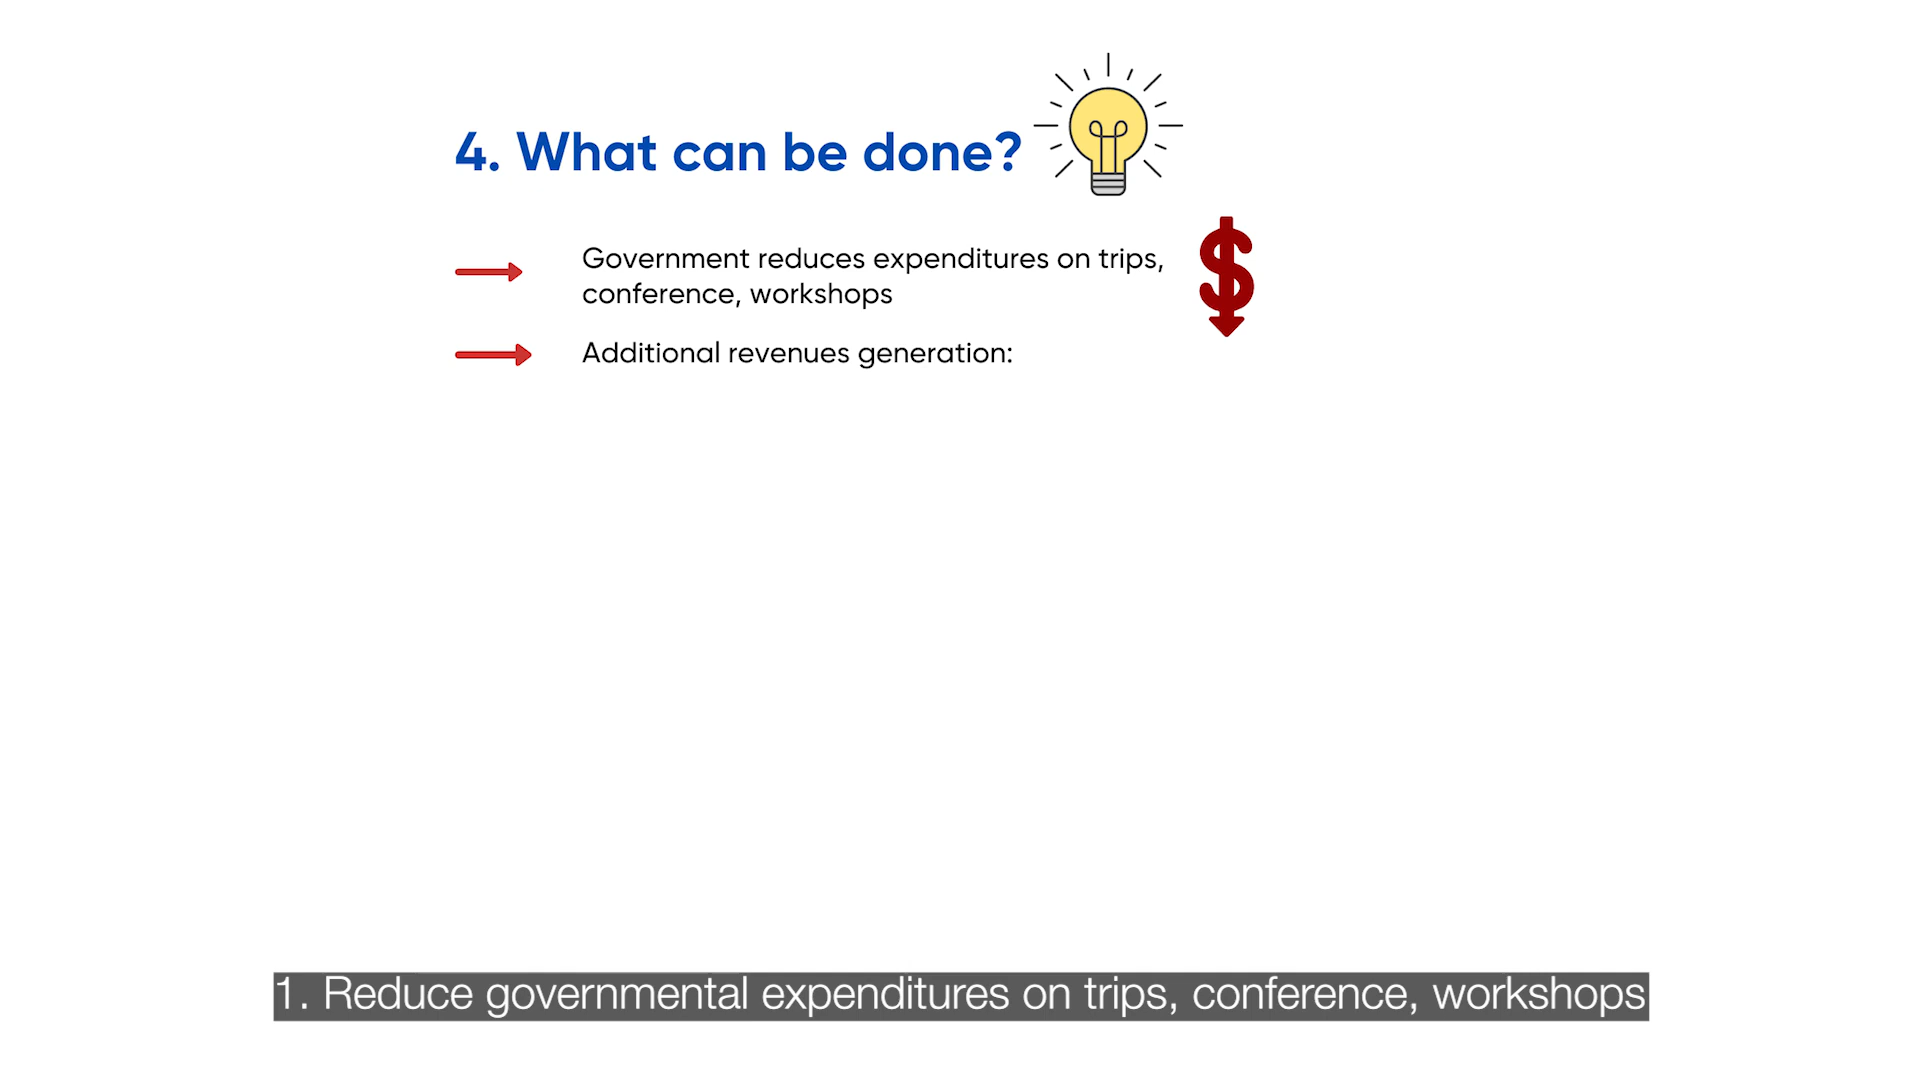 4. What can be done?
Government reduces expenditures on trips,
conference, workshops
$
Additional revenues generation:
1. Reduce governmental expenditures on trips, conference, workshops